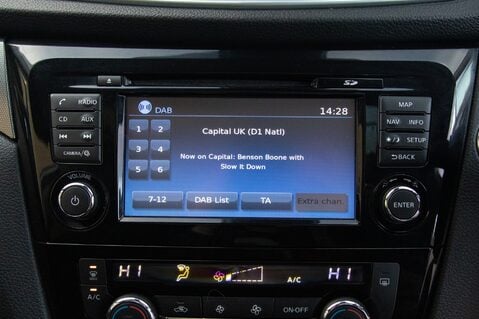 SD
DAB
14:28
RADIO
MAP
1 2
Capital UK (D1 Natl)
CD AUX
NAV INFO
3 4
SETUP
CAMERA/
Now on Capital: Benson Boone with
Slow It Down
BACK
5 6
VOLUME
7-12
DAB List
TA
Extra chan.
ENTER
HI
A/C
HI
A/C
ON·OFF